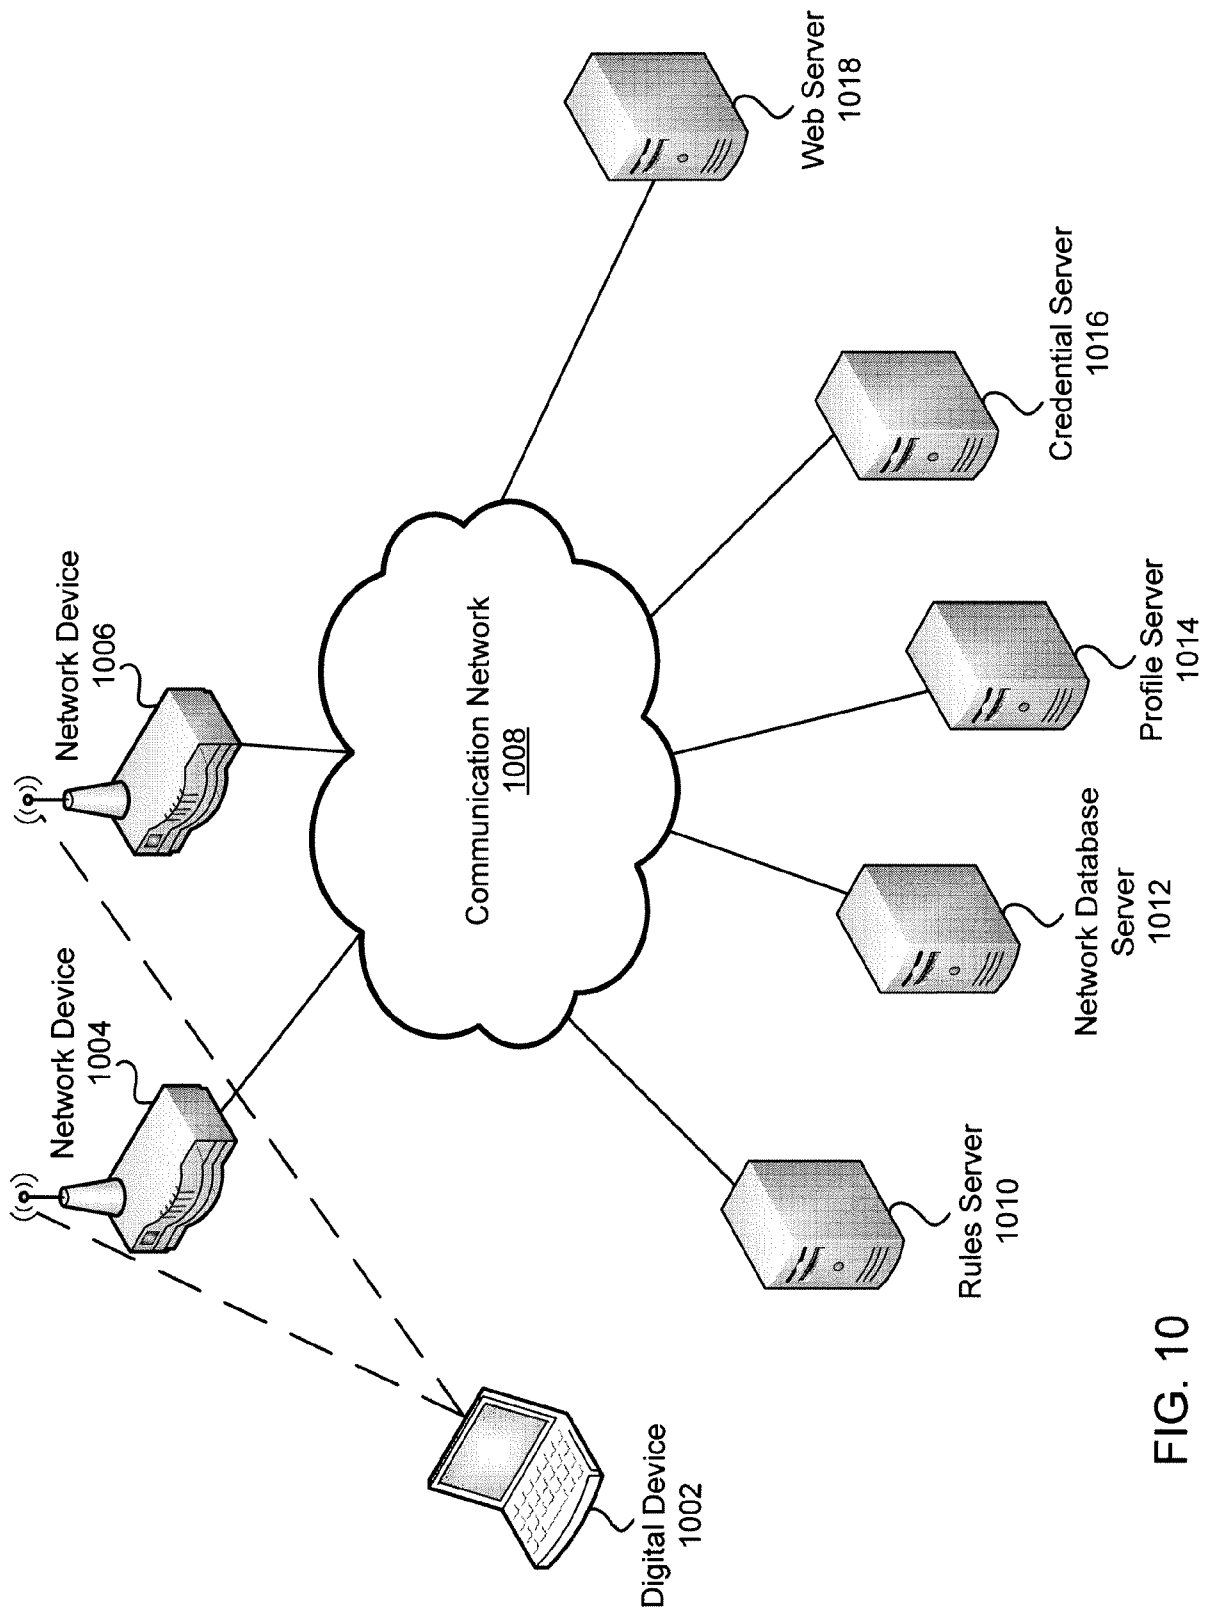 Network Device
1004
Network Device
1006
Communication Network
1008
Digital Device
1002
Rules Server
1010
Network Database
Server
1012
Profile Server
1014
Credential Server
1016
Web Server
1018
FIG. 10